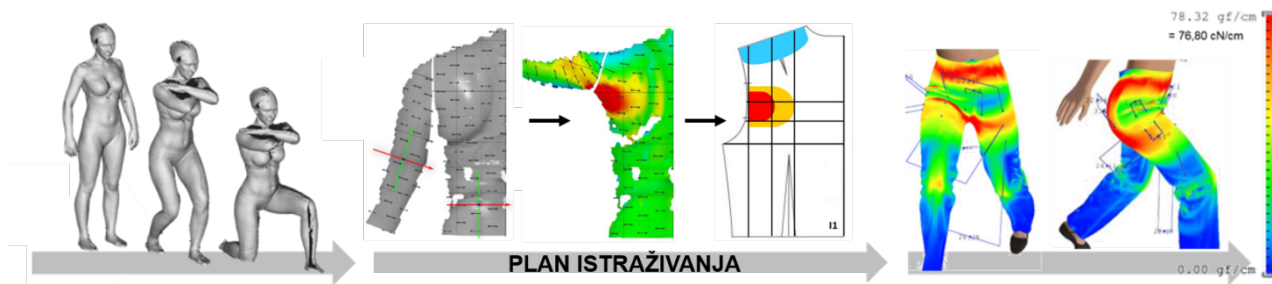 78.32 gf/cm
= 76,80 cN/cm
I1
PLAN ISTRAŽIVANJA
0.00 gf/cm